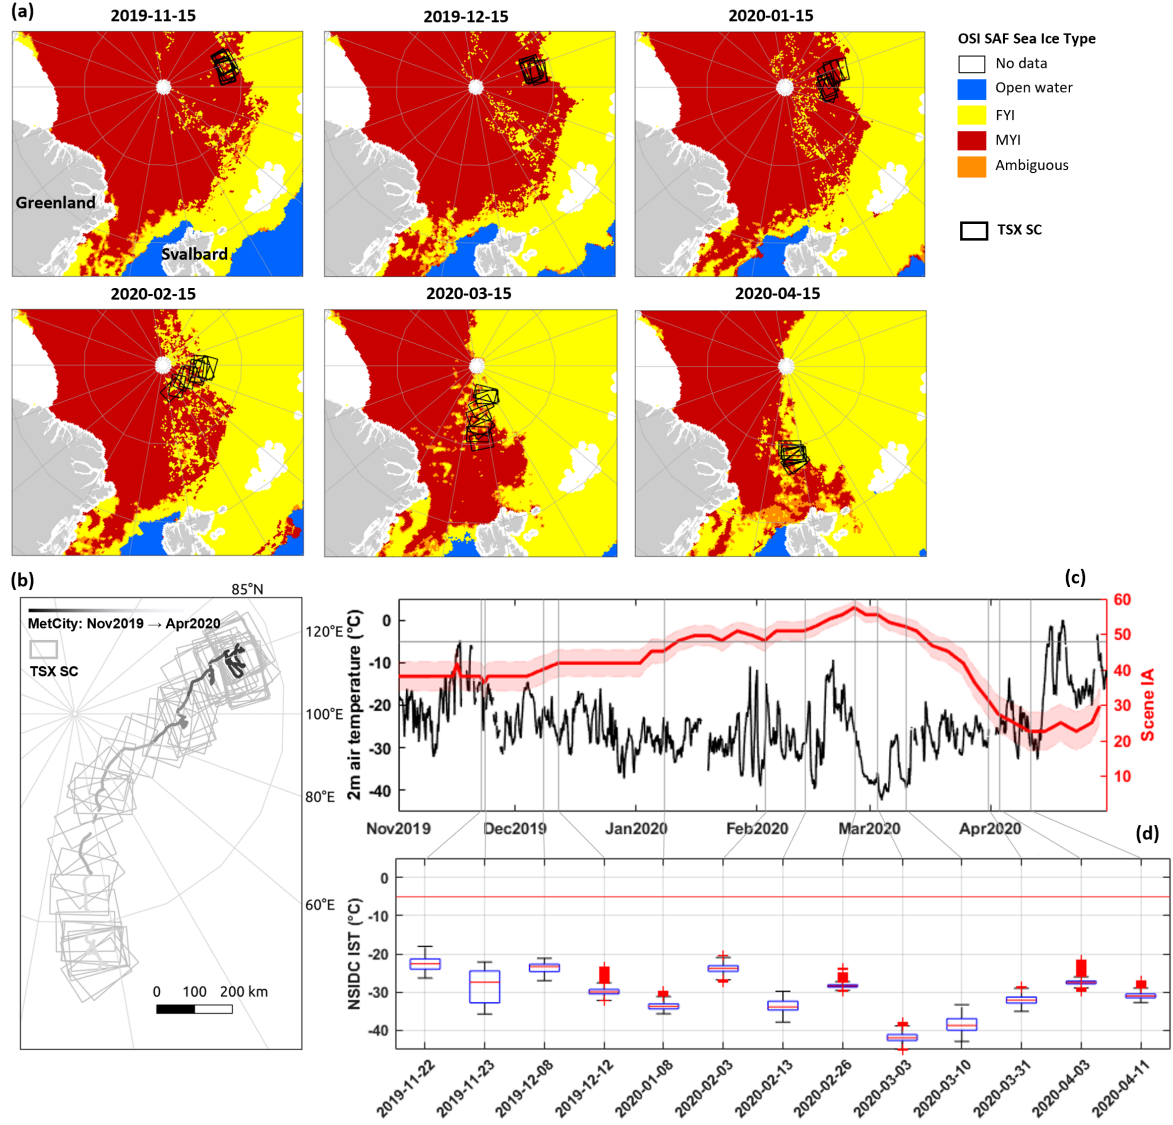 (a)
2019-11-15
2019-12-15
2020-01-15
OSI SAF Sea Ice Type
No data
Open water
FYI
MYI
Ambiguous
TSX SC
Greenland
Svalbard
2020-02-15
2020-03-15
2020-04-15
(b)
85°N
MetCity: Nov2019 → Apr2020
TSX SC
120°E
100°E
80°E
60°E
0 100 200 km
(c)
2m air temperature (°C)
0
-10
-20
-30
-40
60
50
40
30
20
10
Scene IA
Nov2019 Dec2019 Jan2020 Feb2020 Mar2020 Apr2020
(d)
NSIDC IST (°C)
0
-10
-20
-30
-40
2019-11-22
2019-11-23
2019-12-08
2019-12-12
2020-01-08
2020-02-03
2020-02-13
2020-02-26
2020-03-03
2020-03-10
2020-03-31
2020-04-03
2020-04-11